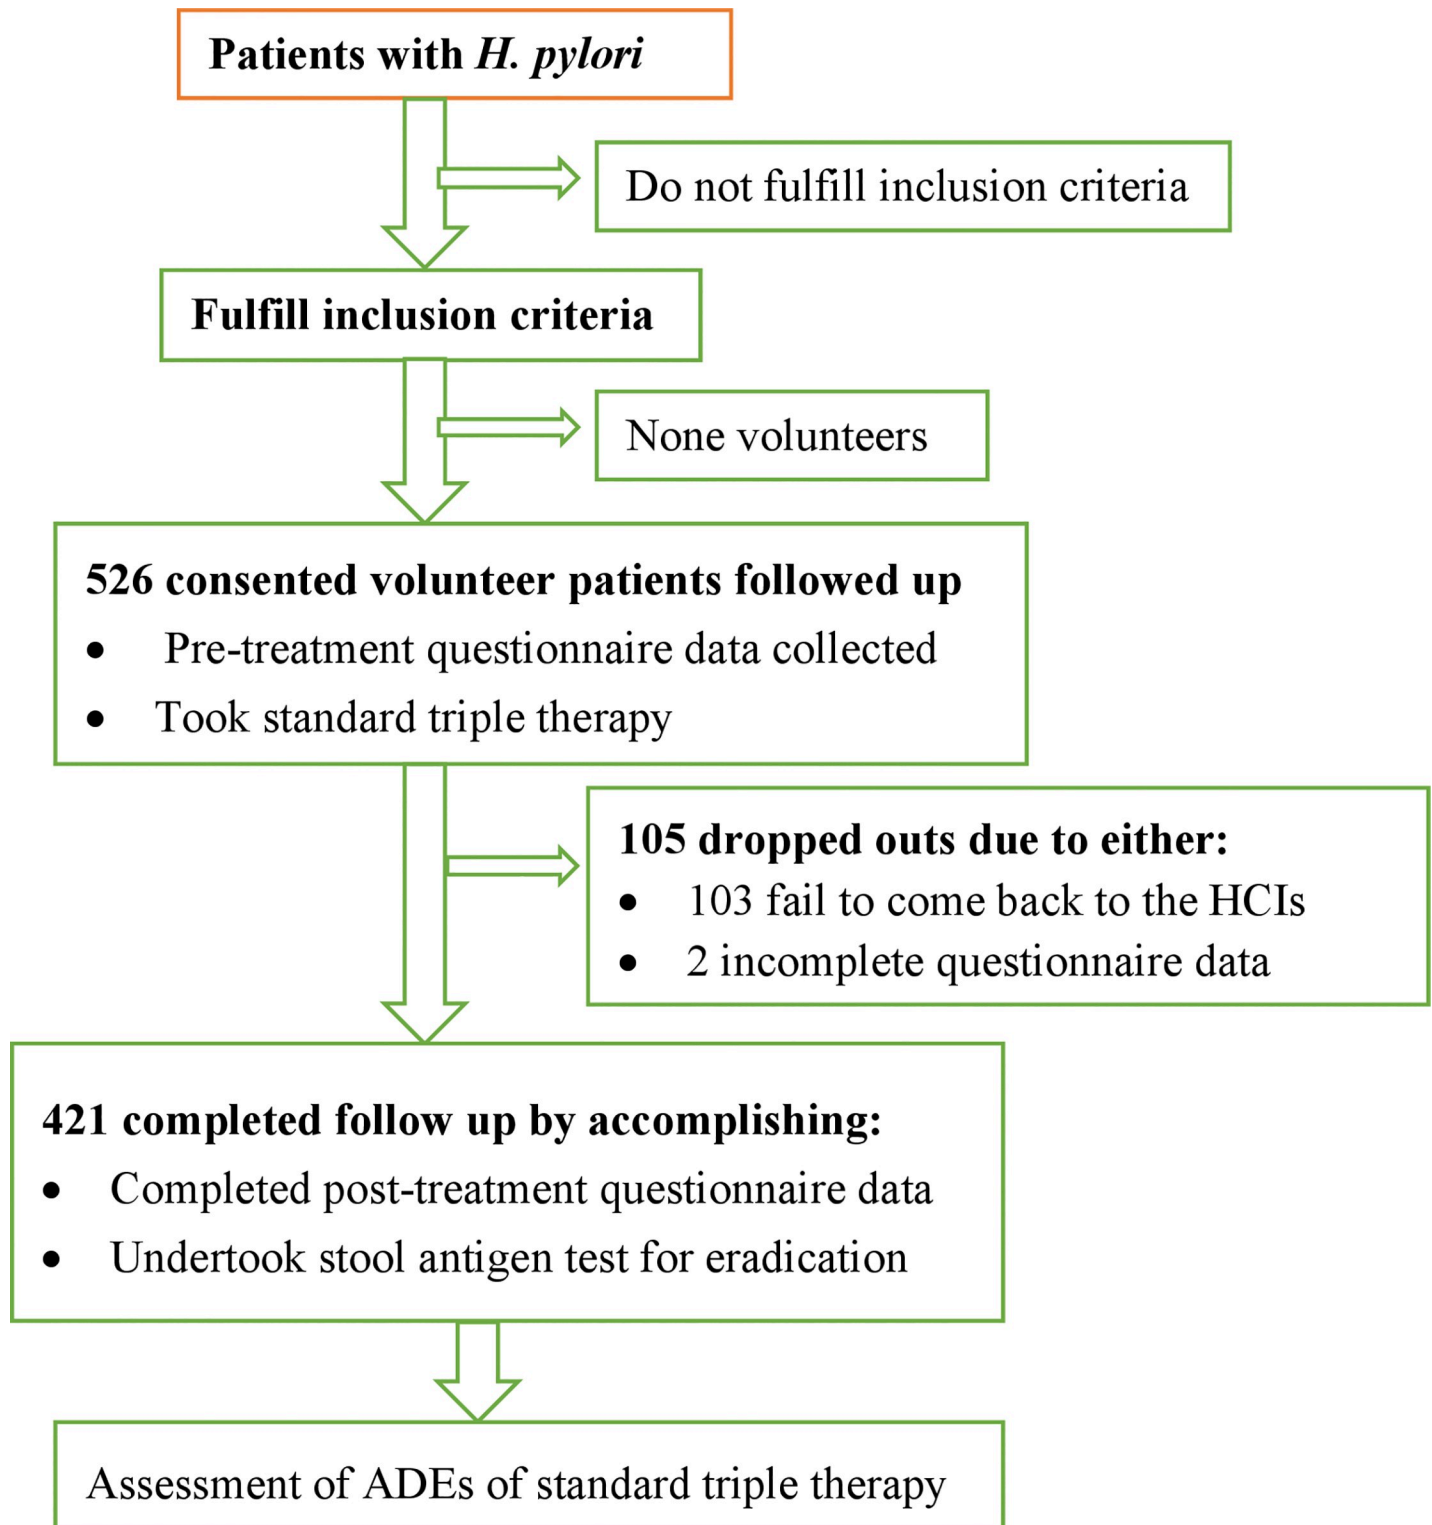 Patients with H. pylori
Do not fulfill inclusion criteria
Fulfill inclusion criteria
None volunteers
526 consented volunteer patients followed up
• Pre-treatment questionnaire data collected
• Took standard triple therapy
105 dropped outs due to either:
• 103 fail to come back to the HCIs
• 2 incomplete questionnaire data
421 completed follow up by accomplishing:
• Completed post-treatment questionnaire data
• Undertook stool antigen test for eradication
Assessment of ADEs of standard triple therapy